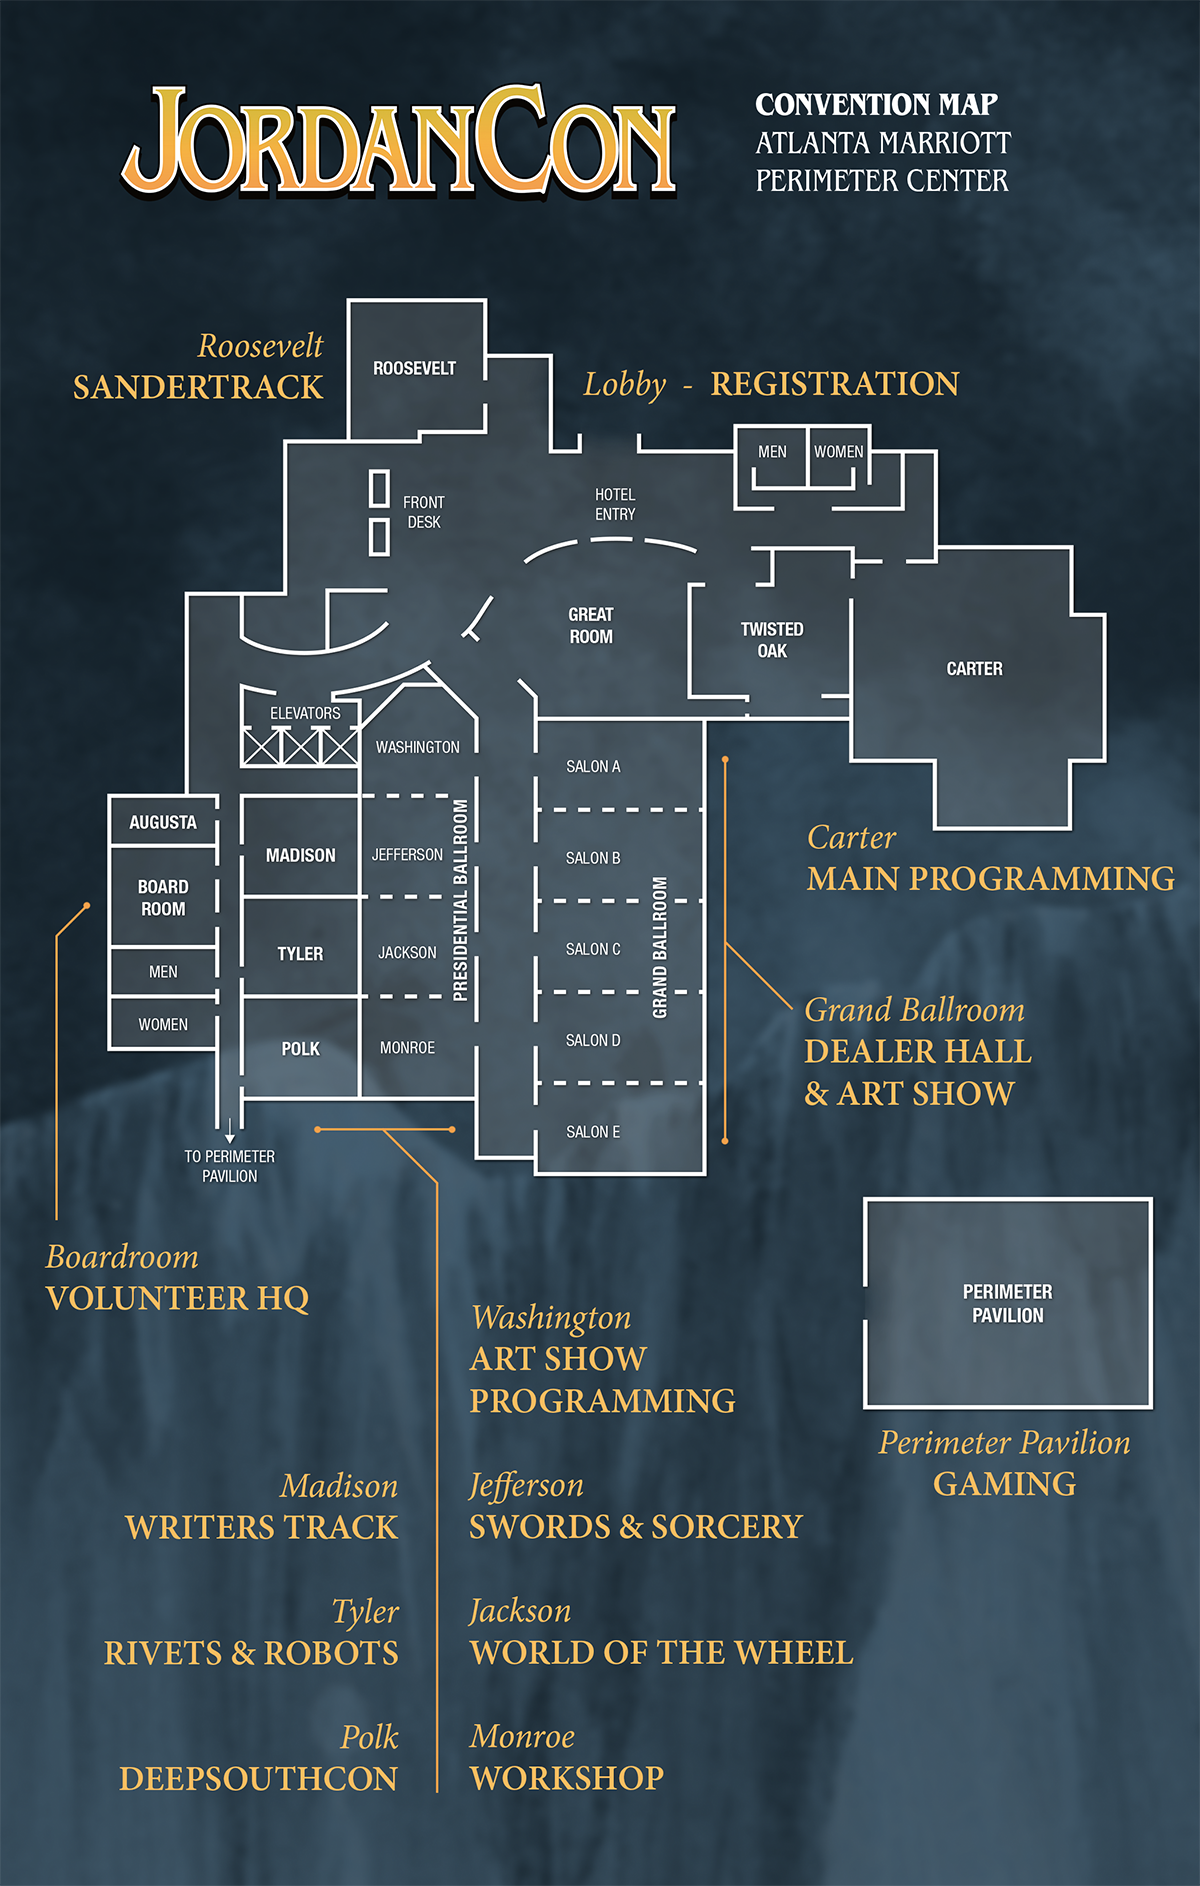 JORDANCON
CONVENTION MAP
ATLANTA MARRIOTT
PERIMETER CENTER
Roosevelt
SANDERTRACK
ROOSEVELT
Lobby - REGISTRATION
MEN
WOMEN
FRONT
DESK
HOTEL
ENTRY
GREAT
ROOM
TWISTED
OAK
CARTER
ELEVATORS
WASHINGTON
SALON A
AUGUSTA
MADISON
JEFFERSON
PRESIDENTIAL BALLROOM
SALON B
Carter
MAIN PROGRAMMING
BOARD
ROOM
TYLER
JACKSON
SALON C
GRAND BALLROOM
MEN
WOMEN
POLK
MONROE
SALON D
Grand Ballroom
DEALER HALL
& ART SHOW
SALON E
TO PERIMETER
PAVILION
Boardroom
VOLUNTEER HQ
PERIMETER
PAVILION
Perimeter Pavilion
GAMING
Washington
ART SHOW
PROGRAMMING
Madison
WRITERS TRACK
Jefferson
SWORDS & SORCERY
Tyler
RIVETS & ROBOTS
Jackson
WORLD OF THE WHEEL
Polk
DEEPSOUTHCON
Monroe
WORKSHOP